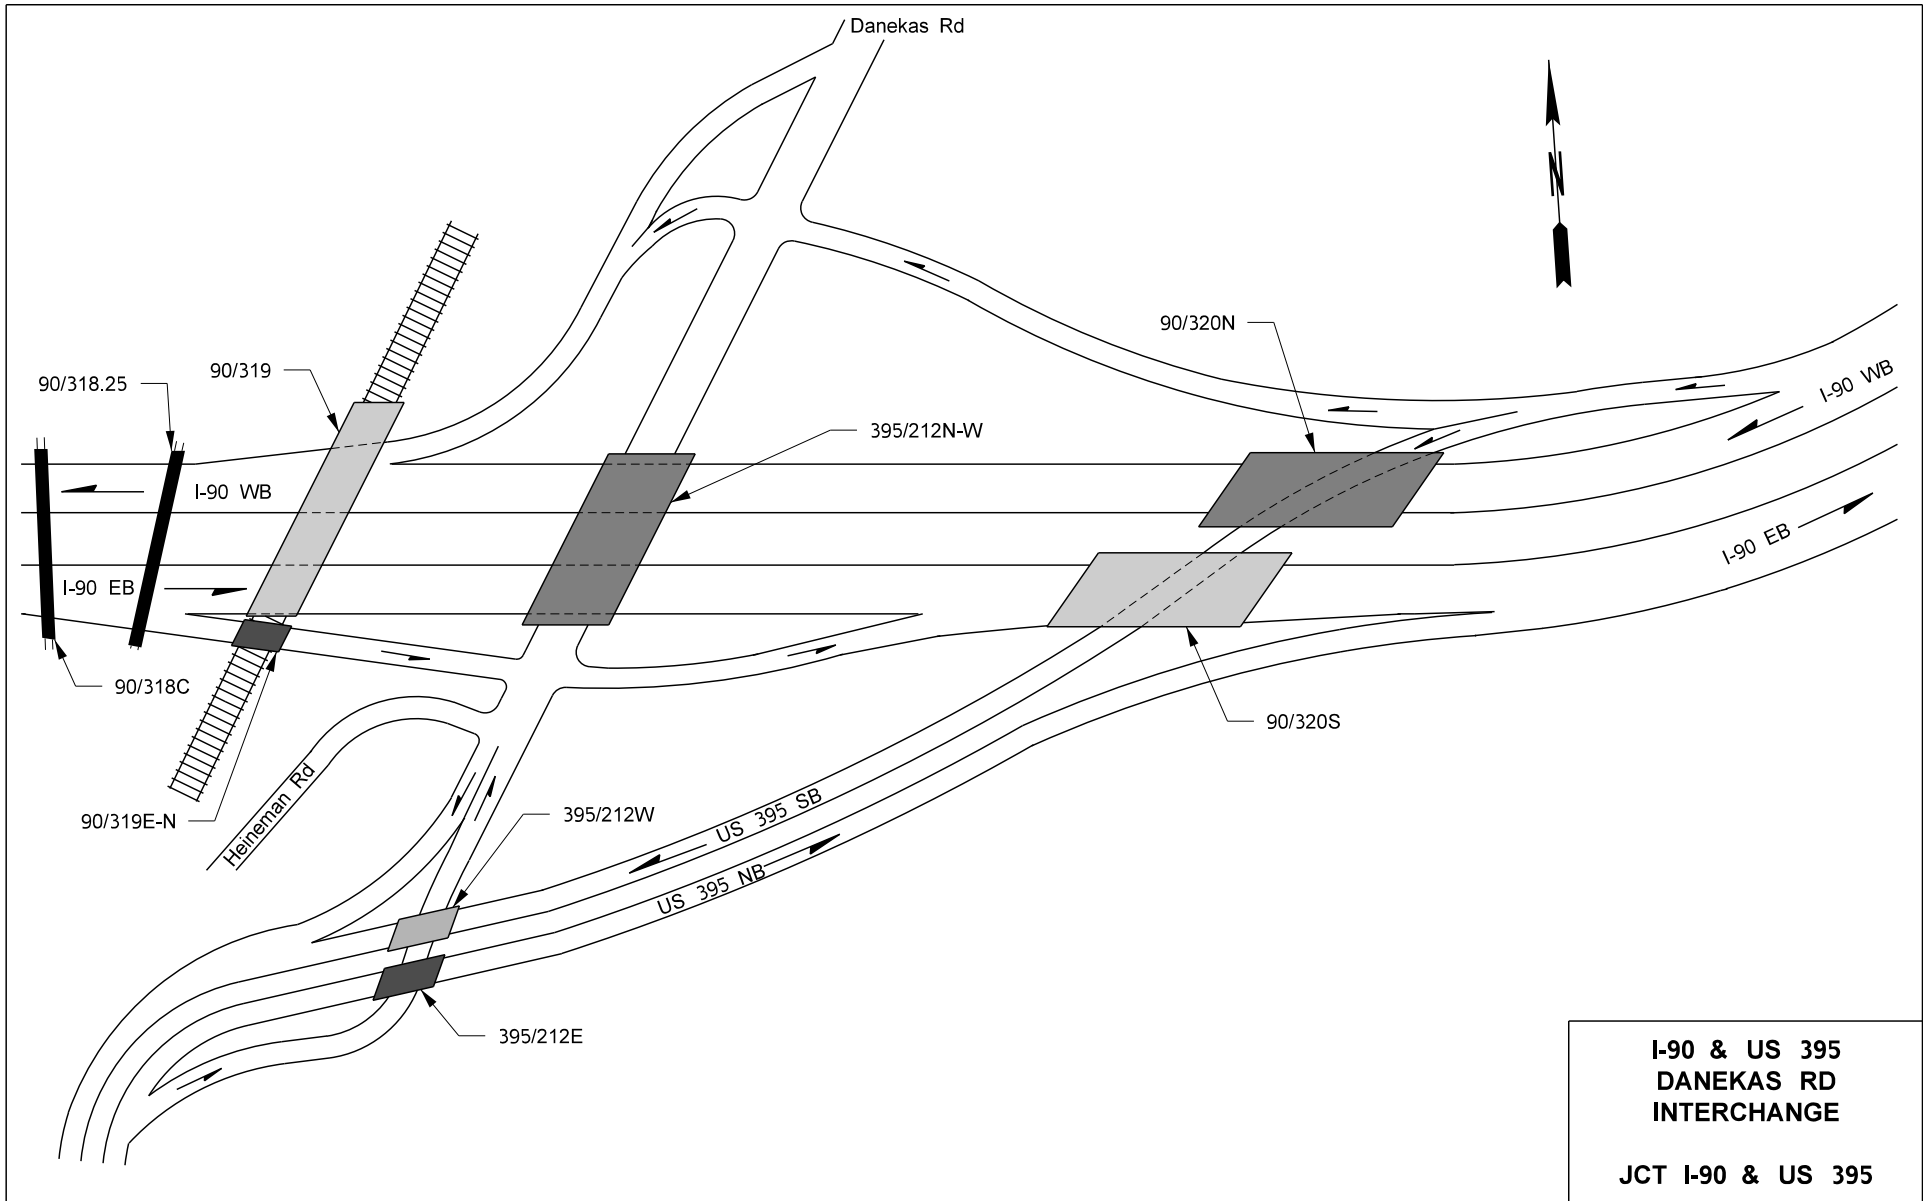 Danekas Rd
N
90/320N
90/319
90/318.25
I-90 WB
395/212N-W
I-90 WB
I-90 EB
I-90 EB
90/318C
90/320S
Heineman Rd
90/319E-N
395/212W
US 395 SB
US 395 NB
395/212E
I-90 & US 395
DANEKAS RD
INTERCHANGE
JCT I-90 & US 395